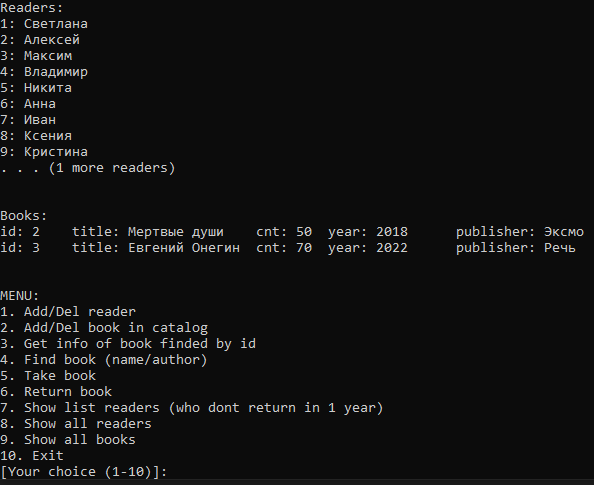 Readers:
1: Светлана
2: Алексей
3: Максим
4: Владимир
5: Никита
6: Анна
7: Иван
8: Ксения
9: Кристина
. . . (1 more readers)
Books:
id: 2    title: Мертвые души    cnt: 50  year: 2018      publisher: Эксмо
id: 3    title: Евгений Онегин  cnt: 70  year: 2022      publisher: Речь
MENU:
1. Add/Del reader
2. Add/Del book in catalog
3. Get info of book finded by id
4. Find book (name/author)
5. Take book
6. Return book
7. Show list readers (who dont return in 1 year)
8. Show all readers
9. Show all books
10. Exit
[Your choice (1-10)]: